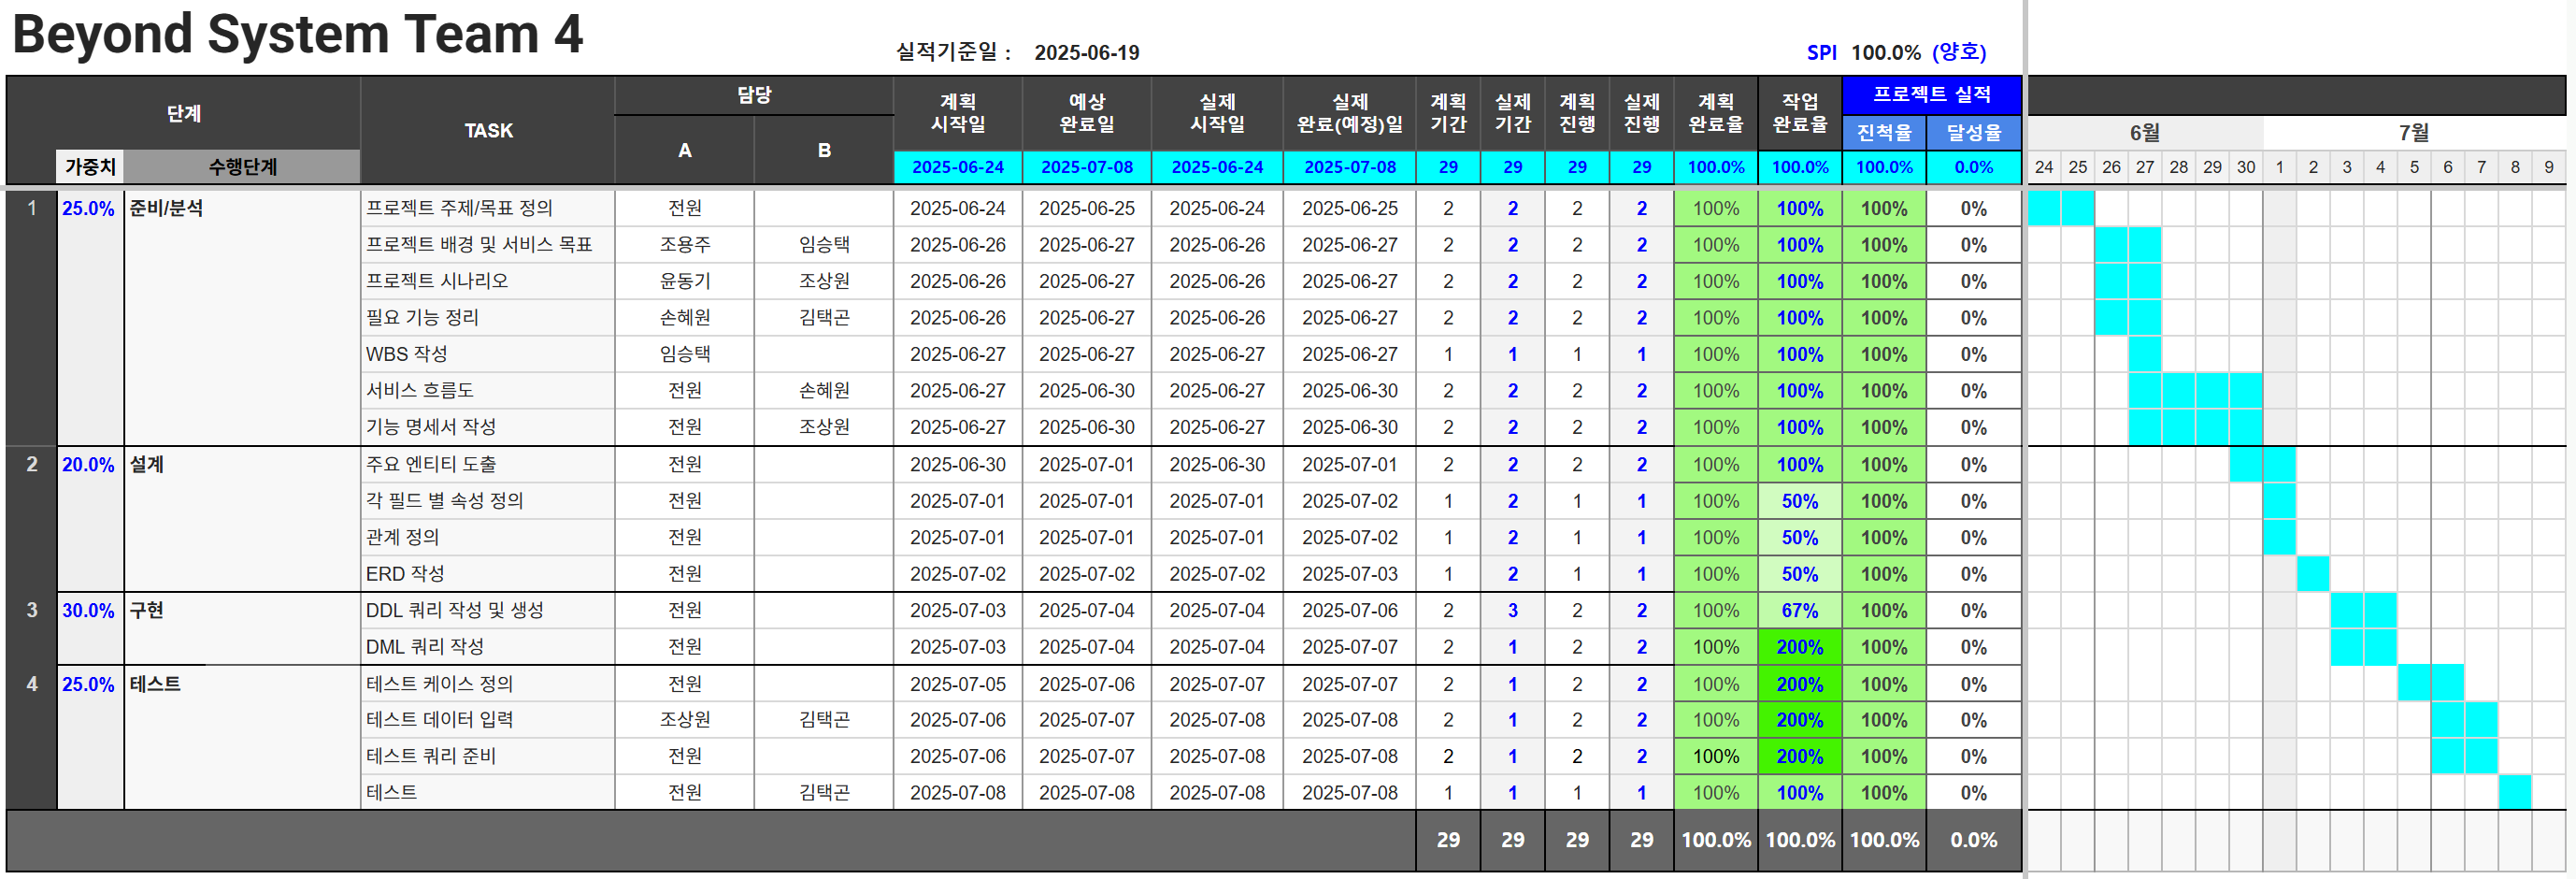 Beyond System Team 4
실적기준일 : 2025-06-19 SPI 100.0% (양호)
단계 TASK 담당 계획 시작일 예상 완료일 실제 시작일 실제 완료(예정)일 계획 기간 실제 기간 계획 진행 실제 진행 계획 완료율 작업 완료율 프로젝트 실적
A B 진척율 달성율 6월 7월
가중치 수행단계 2025-06-24 2025-07-08 2025-06-24 2025-07-08 29 29 29 29 100.0% 100.0% 100.0% 0.0% 24 25 26 27 28 29 30 1 2 3 4 5 6 7 8 9
1 25.0% 준비/분석 프로젝트 주제/목표 정의 전원 2025-06-24 2025-06-25 2025-06-24 2025-06-25 2 2 2 2 100% 100% 100% 0%
프로젝트 배경 및 서비스 목표 조용주 임승택 2025-06-26 2025-06-27 2025-06-26 2025-06-27 2 2 2 2 100% 100% 100% 0%
프로젝트 시나리오 윤동기 조상원 2025-06-26 2025-06-27 2025-06-26 2025-06-27 2 2 2 2 100% 100% 100% 0%
필요 기능 정리 손혜원 김택곤 2025-06-26 2025-06-27 2025-06-26 2025-06-27 2 2 2 2 100% 100% 100% 0%
WBS 작성 임승택 2025-06-27 2025-06-27 2025-06-27 2025-06-27 1 1 1 1 100% 100% 100% 0%
서비스 흐름도 전원 손혜원 2025-06-27 2025-06-30 2025-06-27 2025-06-30 2 2 2 2 100% 100% 100% 0%
기능 명세서 작성 전원 조상원 2025-06-27 2025-06-30 2025-06-27 2025-06-30 2 2 2 2 100% 100% 100% 0%
2 20.0% 설계 주요 엔티티 도출 전원 2025-06-30 2025-07-01 2025-06-30 2025-07-01 2 2 2 2 100% 100% 100% 0%
각 필드 별 속성 정의 전원 2025-07-01 2025-07-01 2025-07-01 2025-07-02 1 2 1 1 100% 50% 100% 0%
관계 정의 전원 2025-07-01 2025-07-01 2025-07-01 2025-07-02 1 2 1 1 100% 50% 100% 0%
ERD 작성 전원 2025-07-02 2025-07-02 2025-07-02 2025-07-03 1 2 1 1 100% 50% 100% 0%
3 30.0% 구현 DDL 쿼리 작성 및 생성 전원 2025-07-03 2025-07-04 2025-07-04 2025-07-06 2 3 2 2 100% 67% 100% 0%
DML 쿼리 작성 전원 2025-07-03 2025-07-04 2025-07-04 2025-07-07 2 1 2 2 100% 200% 100% 0%
4 25.0% 테스트 테스트 케이스 정의 전원 2025-07-05 2025-07-06 2025-07-07 2025-07-07 2 1 2 2 100% 200% 100% 0%
테스트 데이터 입력 조상원 김택곤 2025-07-06 2025-07-07 2025-07-08 2025-07-08 2 1 2 2 100% 200% 100% 0%
테스트 쿼리 준비 전원 2025-07-06 2025-07-07 2025-07-08 2025-07-08 2 1 2 2 100% 200% 100% 0%
테스트 전원 김택곤 2025-07-08 2025-07-08 2025-07-08 2025-07-08 1 1 1 1 100% 100% 100% 0%
29 29 29 29 100.0% 100.0% 100.0% 0.0%